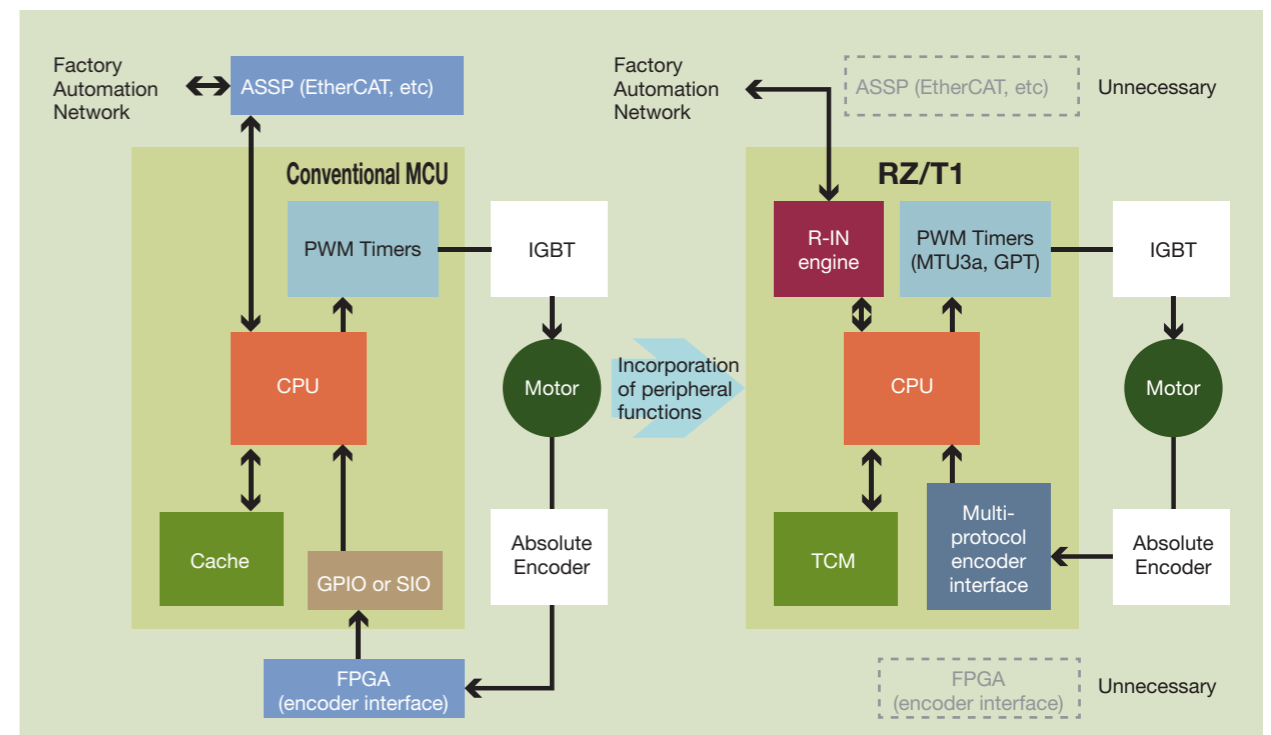 Factory
Automation
Network
ASSP (EtherCAT, etc)
Conventional MCU
PWM Timers
IGBT
CPU
Motor
Cache
GPIO or SIO
Absolute
Encoder
FPGA
(encoder interface)
Incorporation
of peripheral
functions
Factory
Automation
Network
ASSP (EtherCAT, etc)
Unnecessary
RZ/T1
R-IN
engine
PWM Timers
(MTU3a, GPT)
IGBT
CPU
Motor
TCM
Multi-
protocol
encoder
interface
Absolute
Encoder
FPGA
(encoder interface)
Unnecessary